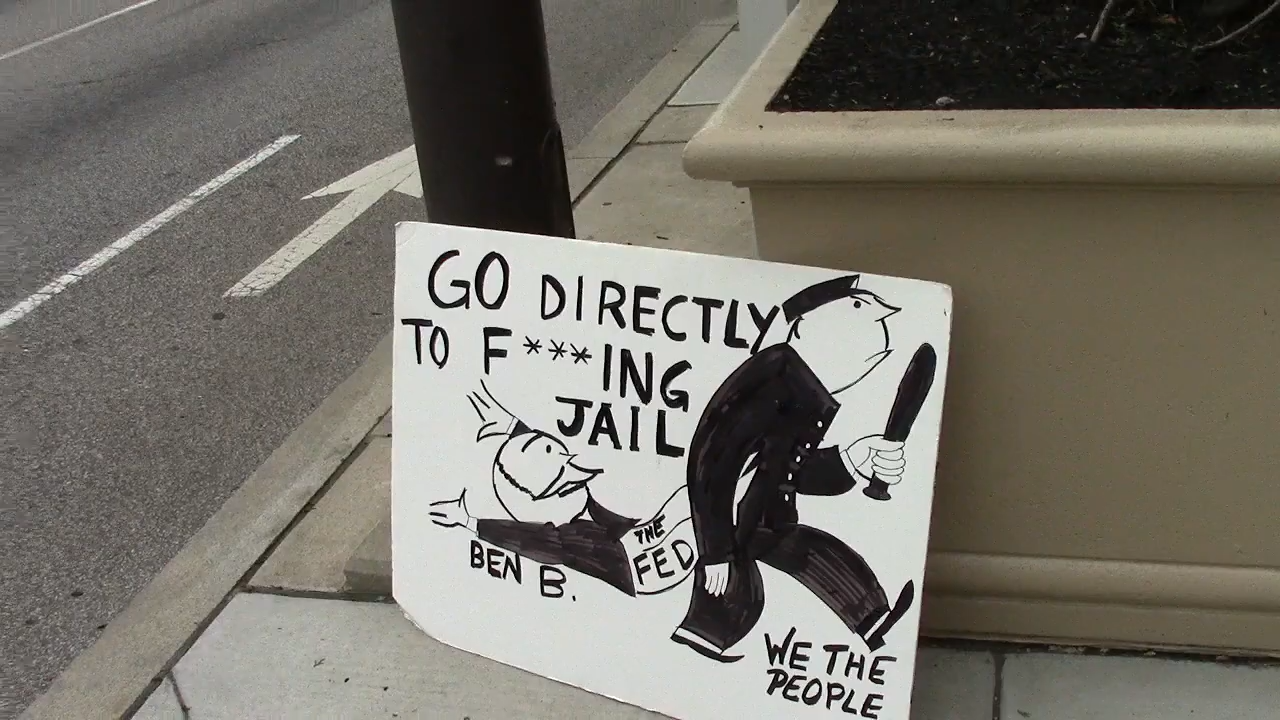 GO DIRECTLY
TO F***ING
JAIL
THE
FED
BEN B.
WE THE
PEOPLE